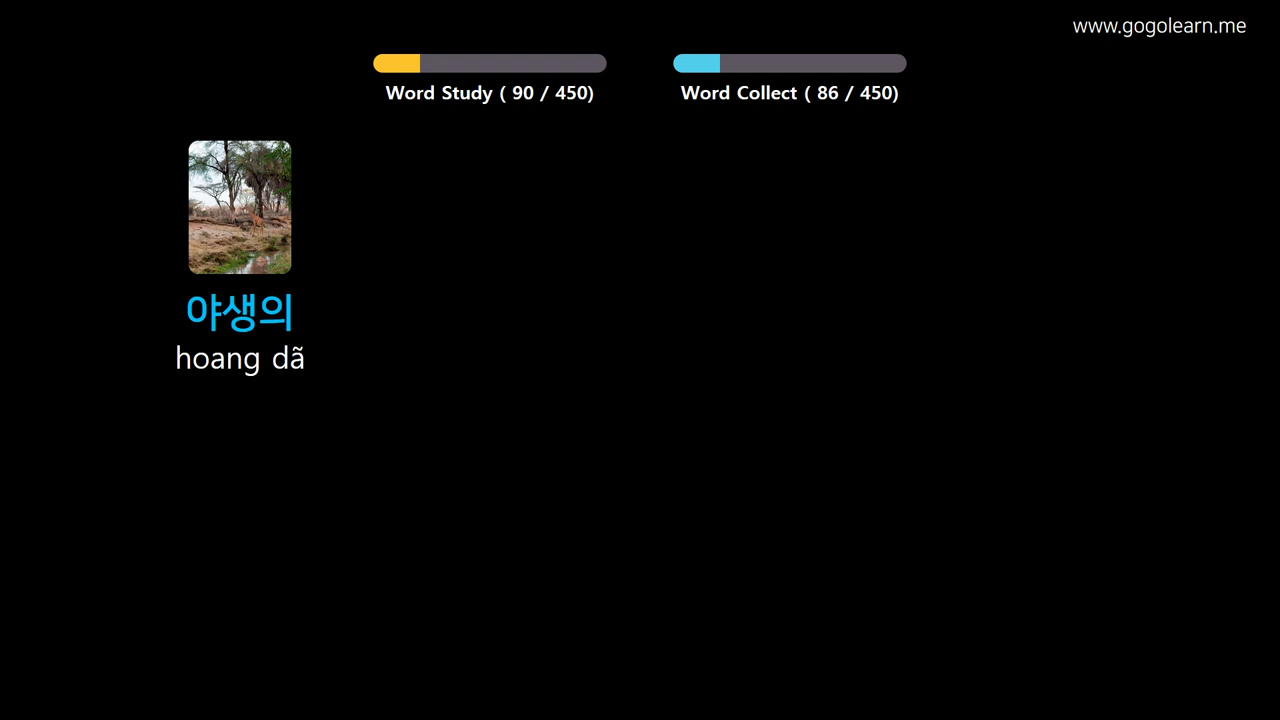 www.gogolearn.me
Word Study ( 90 / 450)
Word Collect ( 86 / 450)
야생의
hoang dã